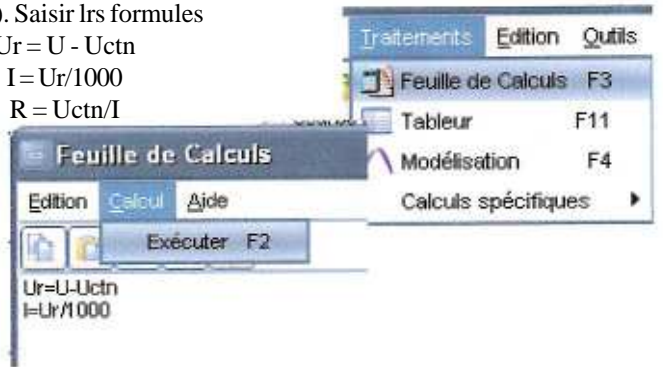 ). Saisir lrs formules
Ur = U - Uctn
I = Ur/1000
R = Uctn/I
Traitements Edition Outils
Feuille de Calculs F3
Tableur F11
Modélisation F4
Calculs spécifiques
Feuille de Calculs
Edition Calcul Aide
Exécuter F2
Ur=U-Uctn
I=Ur/1000